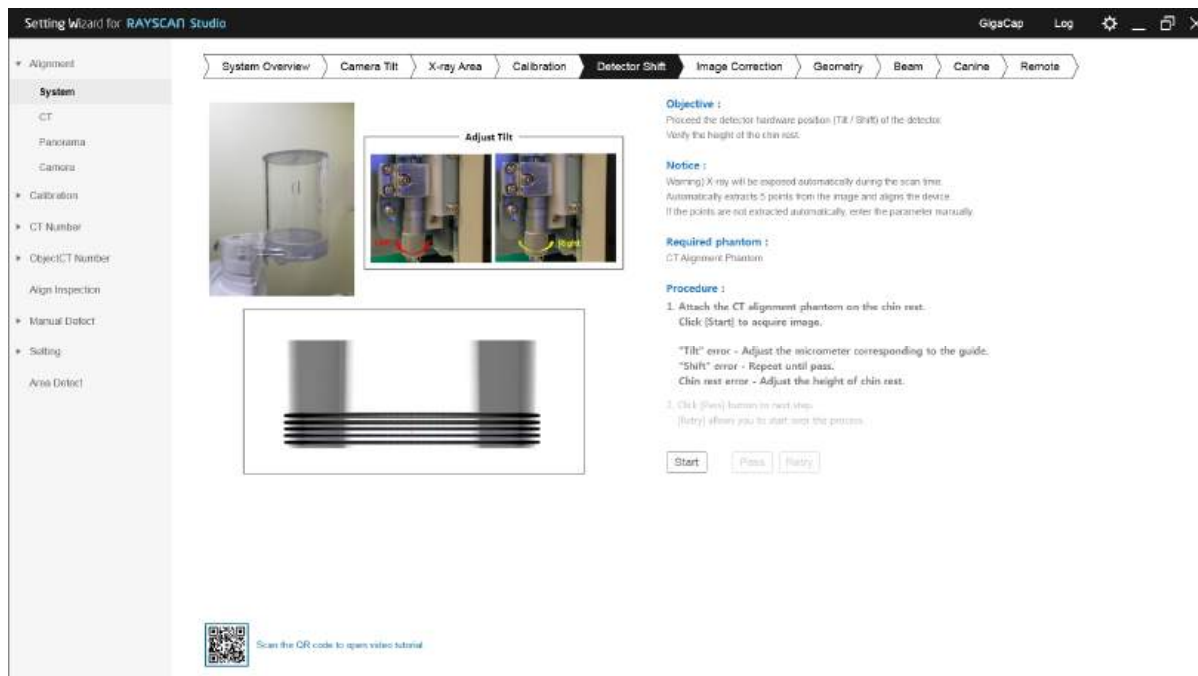 Setting Wizard for RAYSCAN Studio
GigaCap Log
Alignment
System
CT
Panorama
Camera
Calibration
CT Number
ObjectCT Number
Align Inspection
Manual Defect
Setting
Area Detect
System Overview
Camera Tilt
X-ray Area
Calibration
Detector Shift
Image Correction
Geometry
Beam
Canine
Remote
Adjust Tilt
Right
Objective :
Proceed the detector hardware position (Tilt / Shift) of the detector.
Verify the height of the chin rest.
Notice :
Warning) X-ray will be exposed automatically during the scan time.
Automatically extracts 5 points from the image and aligns the device.
If the points are not extracted automatically, enter the parameter manually.
Required phantom :
CT Alignment Phantom
Procedure :
1. Attach the CT alignment phantom on the chin rest.
Click [Start] to acquire image.
"Tilt" error - Adjust the micrometer corresponding to the guide.
"Shift" error - Repeat until pass.
Chin rest error - Adjust the height of chin rest.
2. Click [Pass] button to next step.
[Retry] allows you to start over the process.
Start
Pass
Retry
Scan the QR code to open video tutorial